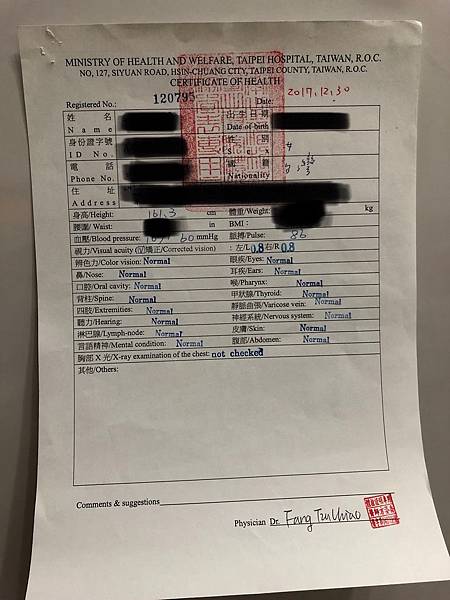 MINISTRY OF HEALTH AND WELFARE, TAIPEI HOSPITAL, TAIWAN, R.O.C.
NO, 127, SIYUAN ROAD, HSIN-CHUANG CITY, TAIPEI COUNTY, TAIWAN, R.O.C.
CERTIFICATE OF HEALTH
Registered No.: 120795 Date: 2017.12.30
姓名 Name 出生日期 Date of birth
身份證字號 ID No. 性別 Sex 女
電話 Phone No. 國籍 Nationality
住址 Address
身高/Height: 161.3 cm 體重/Weight: kg
腰圍/Waist: cm BMI:
血壓/Blood pressure: 60 mmHg 脈搏/Pulse: 86
視力/Visual acuity (☑矯正/Corrected vision) : 左/L 0.8 右/R 0.8
辨色力/Color vision: Normal 眼疾/Eyes: Normal
鼻/Nose: Normal 耳疾/Ears: Normal
口腔/Oral cavity: Normal 喉/Pharynx: Normal
脊柱/Spine: Normal 甲狀腺/Thyroid: Normal
四肢/Extremities: Normal 靜脈曲張/Varicose vein: Normal
聽力/Hearing: Normal 神經系統/Nervous system: Normal
淋巴腺/Lymph-node: Normal 皮膚/Skin: Normal
言語精神/Mental condition: Normal 腹部/Abdomen: Normal
胸部 X 光/X-ray examination of the chest: not checked
其他/Others:
Comments & suggestions
Physician Dr. Fang Tzu Chiao